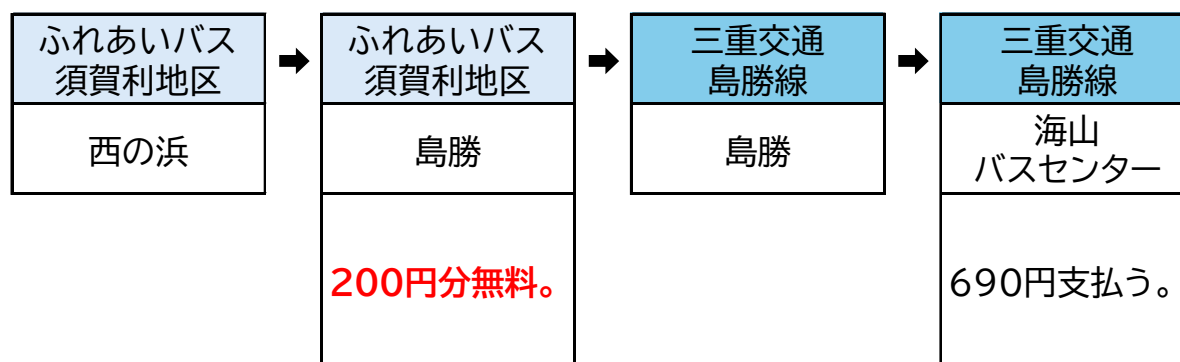 ふれあいバス
須賀利地区
西の浜
ふれあいバス
須賀利地区
島勝
200円分無料。
三重交通
島勝線
島勝
三重交通
島勝線
海山
バスセンター
690円支払う。